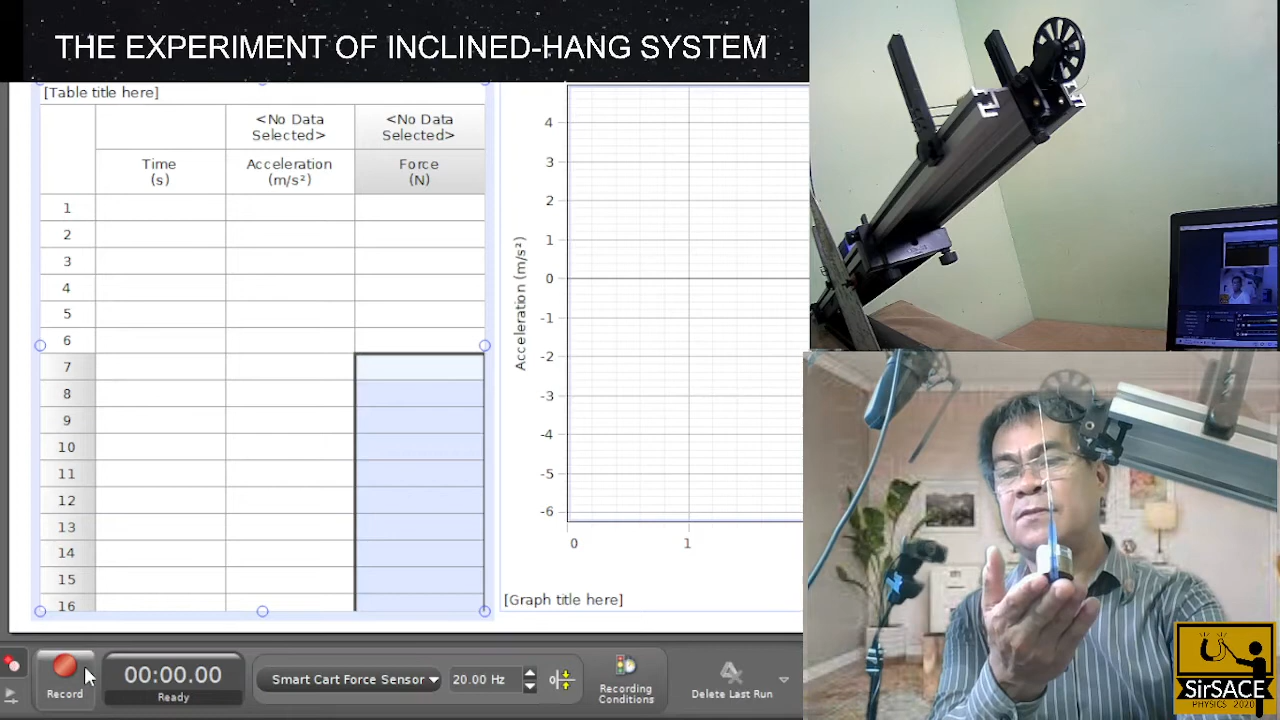 THE EXPERIMENT OF INCLINED-HANG SYSTEM
[Table title here]
<No Data Selected>
<No Data Selected>
Time (s)
Acceleration (m/s²)
Force (N)
1
2
3
4
5
6
7
8
9
10
11
12
13
14
15
16
4
3
2
1
0
-1
-2
-3
-4
-5
-6
Acceleration (m/s²)
0
1
[Graph title here]
Record
00:00.00
Ready
Smart Cart Force Sensor
20.00 Hz
Recording
Conditions
Delete Last Run
SirSACE
PHYSICS 2020